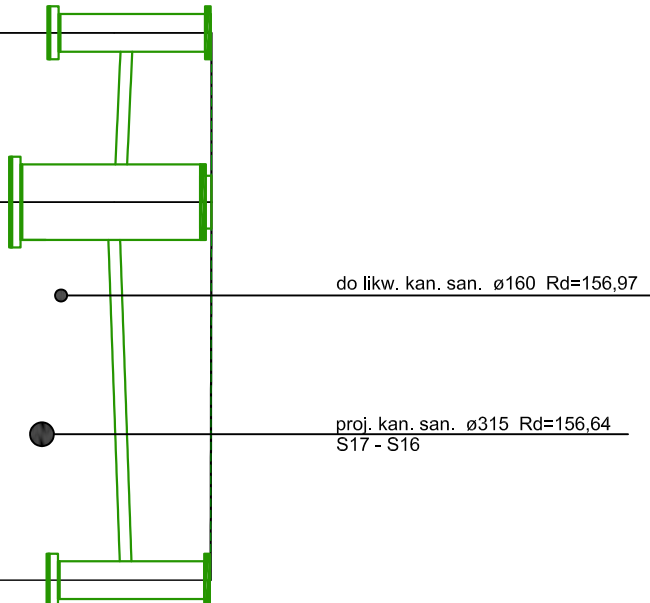 do likw. kan. san. ø160 Rd=156,97
proj. kan. san. ø315 Rd=156,64
S17 - S16